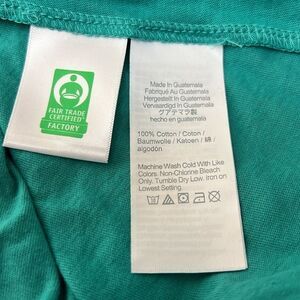 FAIR TRADE
CERTIFIED
FACTORY
Made In Guatemala
Fabriqué Au Guatemala
Hergestellt In Guatemala
Vaardigd In Guatemala
グアテマラ製
hecho en guatemala
100% Cotton / Coton /
Baumwolle / Katoen / 綿 /
algodón
Machine Wash Cold With Like
Colors. Non-Chlorine Bleach
Only. Tumble Dry Low. Iron on
Lowest Setting.